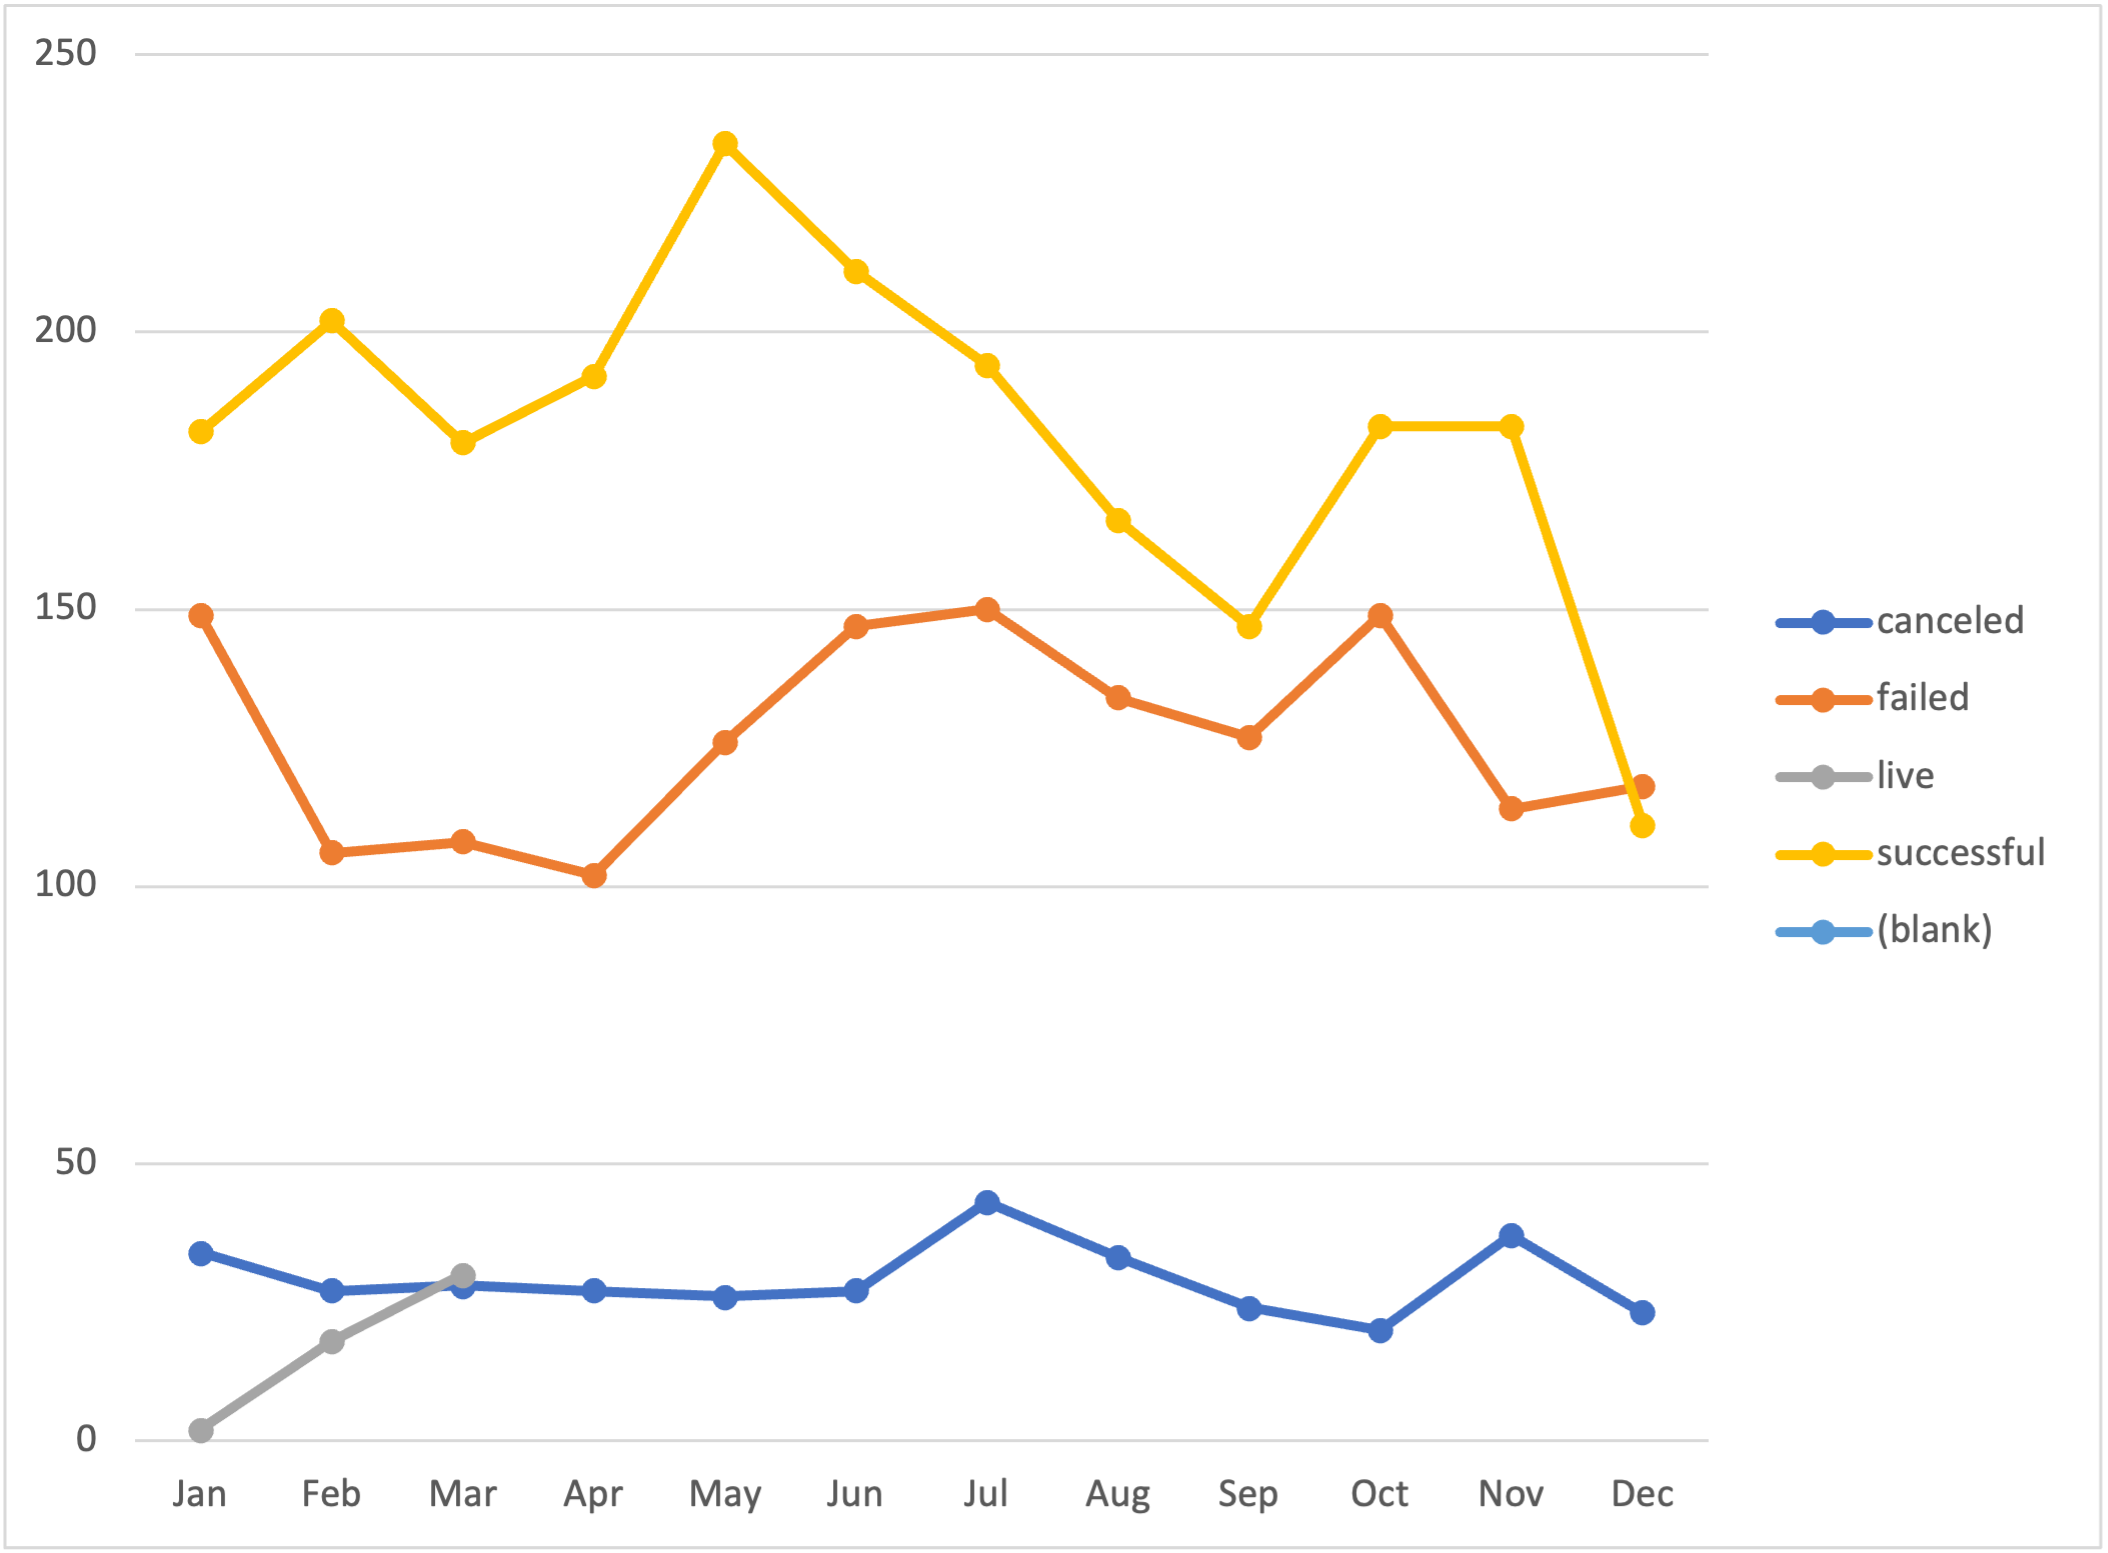 250
200
150
100
50
0
Jan Feb Mar Apr May Jun Jul Aug Sep Oct Nov Dec
canceled
failed
live
successful
(blank)